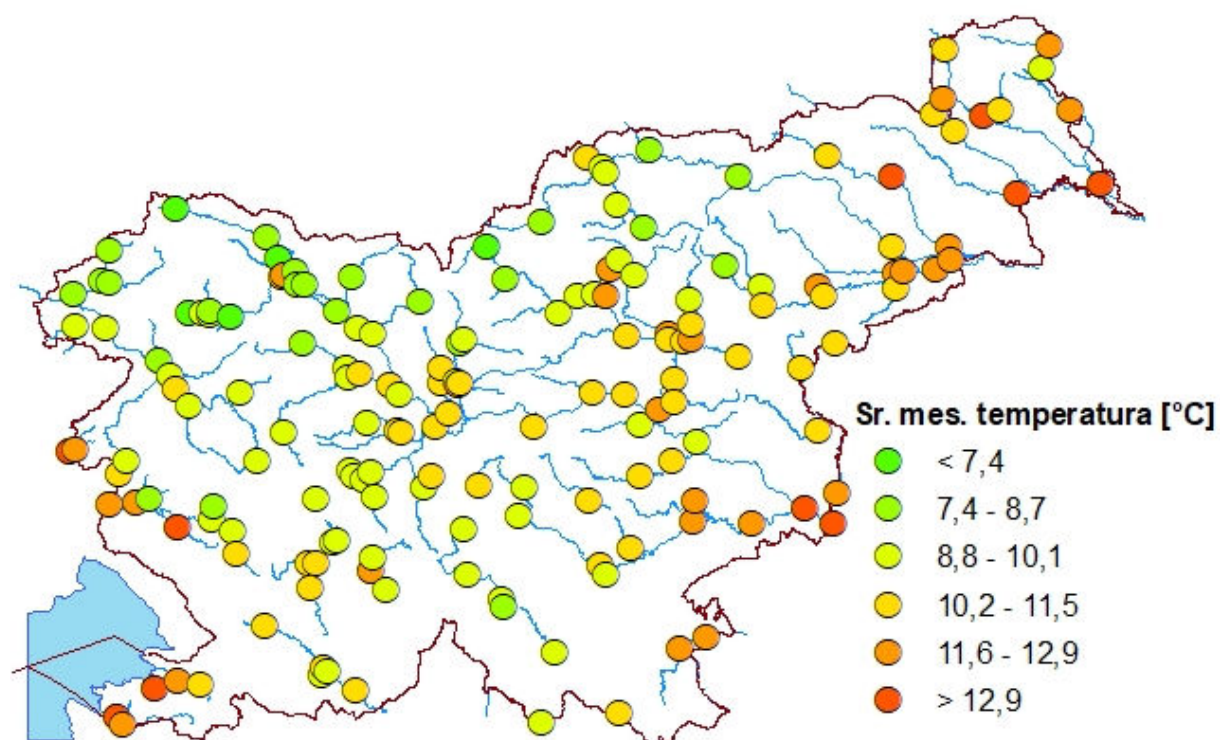 Sr. mes. temperatura [°C]
< 7,4
7,4 - 8,7
8,8 - 10,1
10,2 - 11,5
11,6 - 12,9
> 12,9